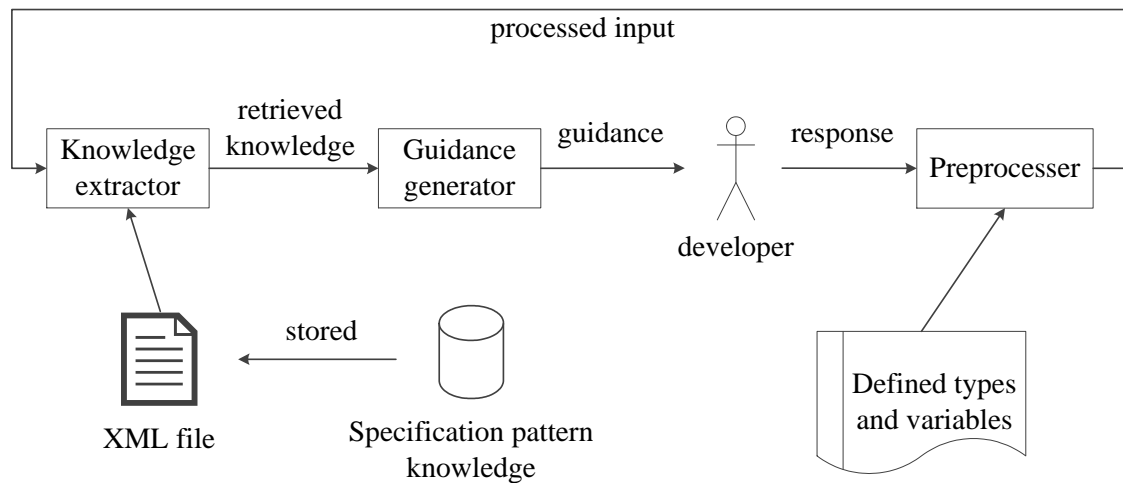 processed input
retrieved
knowledge
Knowledge
extractor
Guidance
generator
guidance
developer
response
Preprocesser
XML file
stored
Specification pattern
knowledge
Defined types
and variables